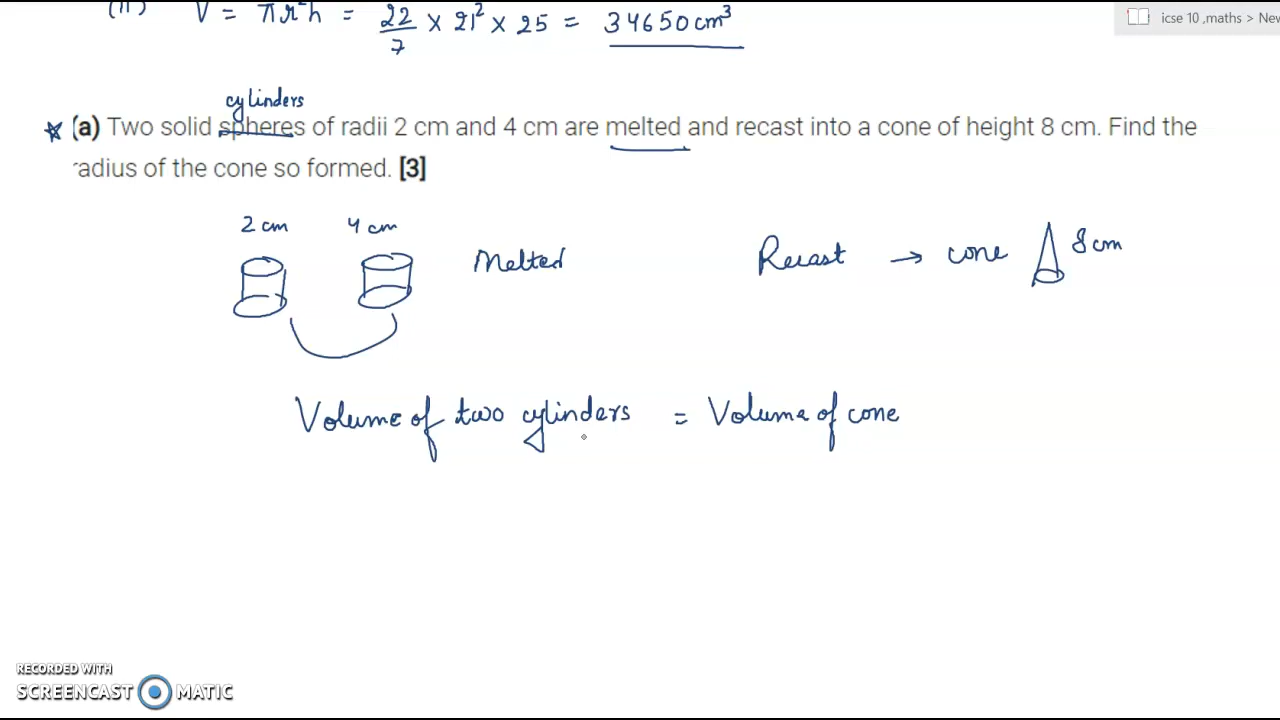 (ii) V = πr²h = 22/7 × 21² × 25 = 34650 cm³
icse 10 ,maths > New
cylinders
(a) Two solid spheres of radii 2 cm and 4 cm are melted and recast into a cone of height 8 cm. Find the
radius of the cone so formed. [3]
2 cm 4 cm
Melted Recast → cone 8 cm
Volume of two cylinders = Volume of cone
RECORDED WITH
SCREENCAST MATIC